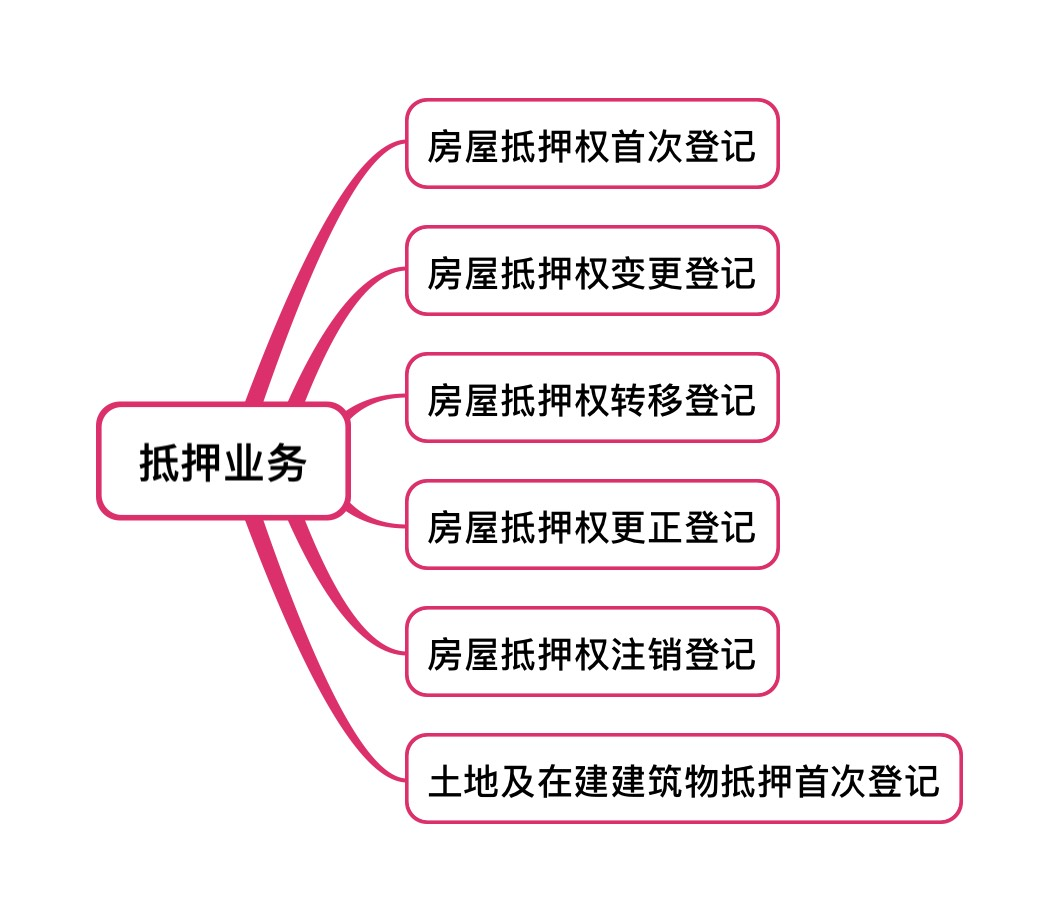 房屋抵押权首次登记
房屋抵押权变更登记
房屋抵押权转移登记
抵押业务
房屋抵押权更正登记
房屋抵押权注销登记
土地及在建建筑物抵押首次登记